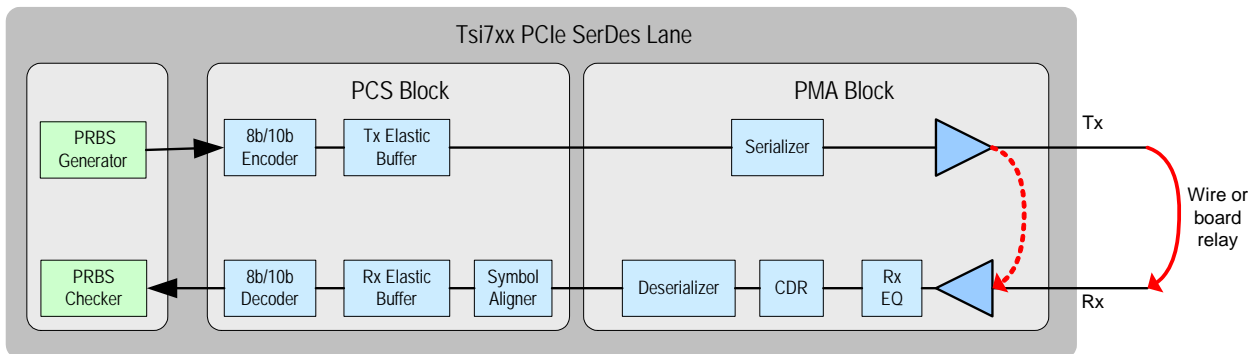 Tsi7xx PCIe SerDes Lane
PCS Block
PMA Block
PRBS
Generator
8b/10b
Encoder
Tx Elastic
Buffer
Serializer
Tx
Wire or
board
relay
PRBS
Checker
8b/10b
Decoder
Rx Elastic
Buffer
Symbol
Aligner
Deserializer
CDR
Rx
EQ
Rx